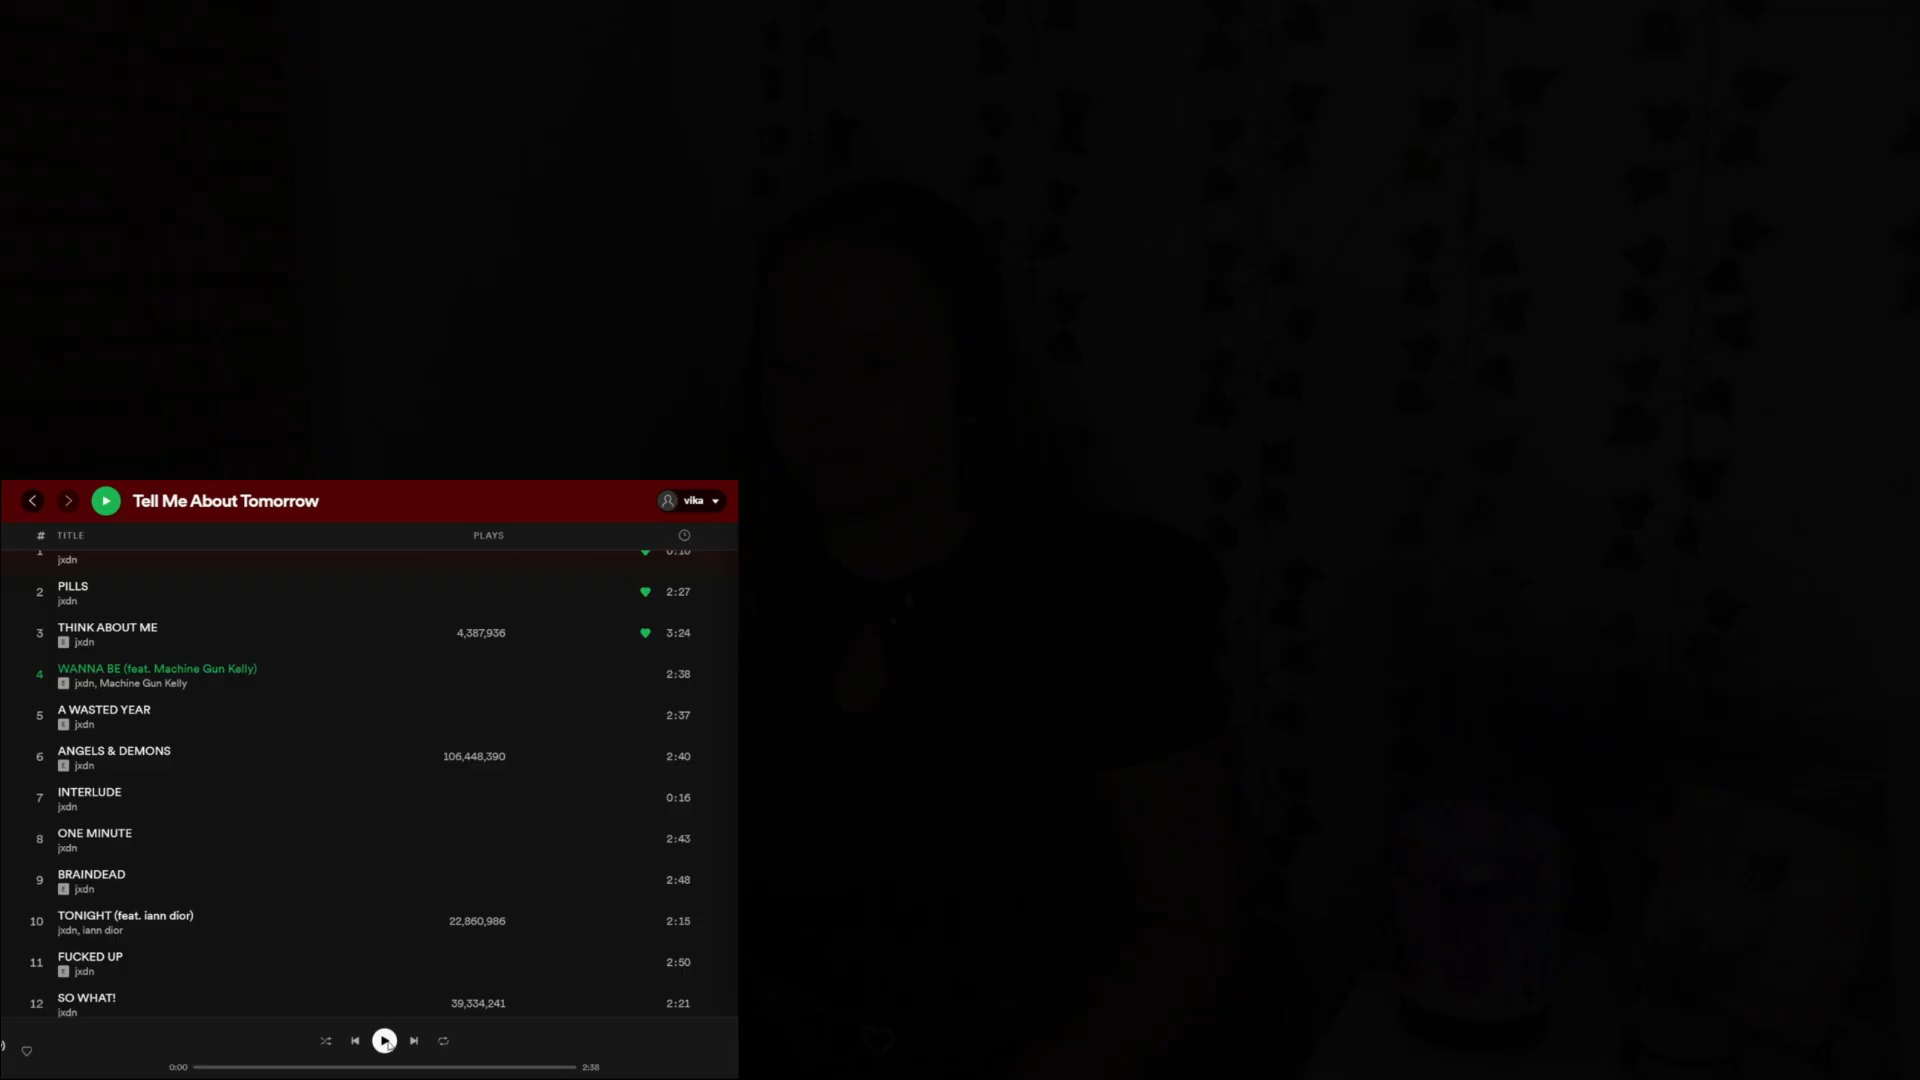 Tell Me About Tomorrow
vika
# TITLE PLAYS
1
jxdn
2 PILLS 2:27
jxdn
3 THINK ABOUT ME 4,387,936 3:24
E jxdn
4 WANNA BE (feat. Machine Gun Kelly) 2:38
E jxdn, Machine Gun Kelly
5 A WASTED YEAR 2:37
E jxdn
6 ANGELS & DEMONS 106,448,390 2:40
E jxdn
7 INTERLUDE 0:16
jxdn
8 ONE MINUTE 2:43
jxdn
9 BRAINDEAD 2:48
E jxdn
10 TONIGHT (feat. iann dior) 22,860,986 2:15
jxdn, iann dior
11 FUCKED UP 2:50
E jxdn
12 SO WHAT! 39,334,241 2:21
jxdn
0:00 2:38